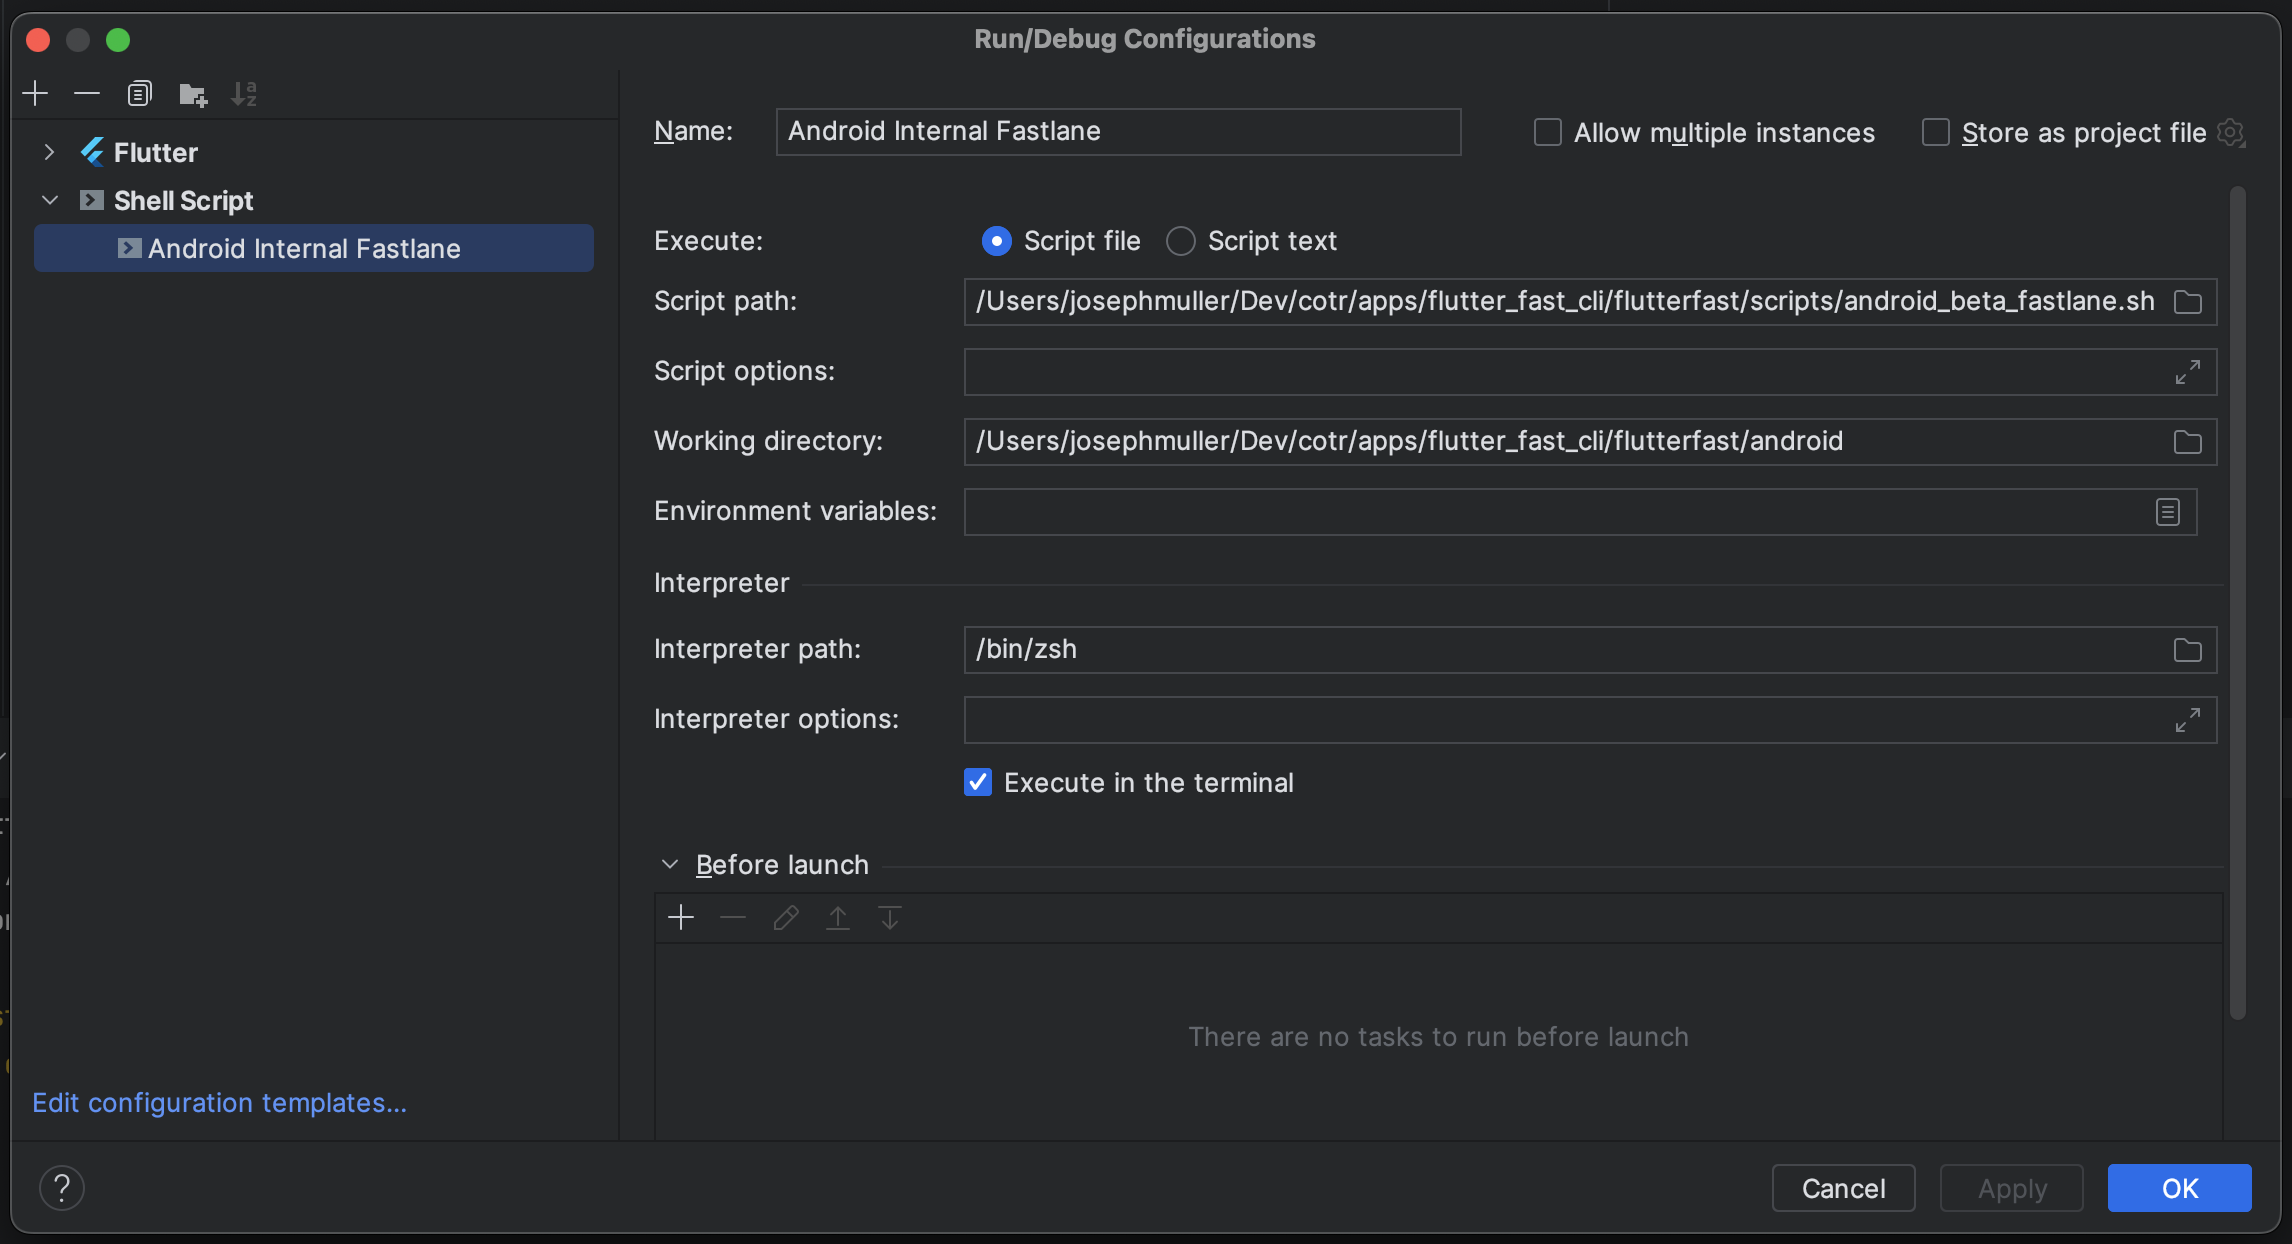 Run/Debug Configurations
Flutter
Shell Script
Android Internal Fastlane
Edit configuration templates...
Name: Android Internal Fastlane Allow multiple instances Store as project file
Execute: Script file Script text
Script path: /Users/josephmuller/Dev/cotr/apps/flutter_fast_cli/flutterfast/scripts/android_beta_fastlane.sh
Script options:
Working directory: /Users/josephmuller/Dev/cotr/apps/flutter_fast_cli/flutterfast/android
Environment variables:
Interpreter
Interpreter path: /bin/zsh
Interpreter options:
Execute in the terminal
Before launch
There are no tasks to run before launch
? Cancel Apply OK